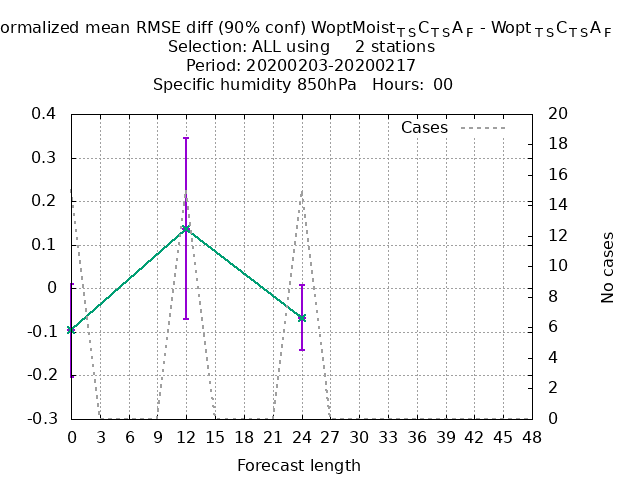 ormalized mean RMSE diff (90% conf) WoptMoist_TSC_TSA_F - Wopt_TSC_TSA_F
Selection: ALL using 2 stations
Period: 20200203-20200217
Specific humidity 850hPa Hours: 00
Cases
0.4
0.3
0.2
0.1
0
-0.1
-0.2
-0.3
20
18
16
14
12
10
8
6
4
2
0
No cases
0 3 6 9 12 15 18 21 24 27 30 33 36 39 42 45 48
Forecast length